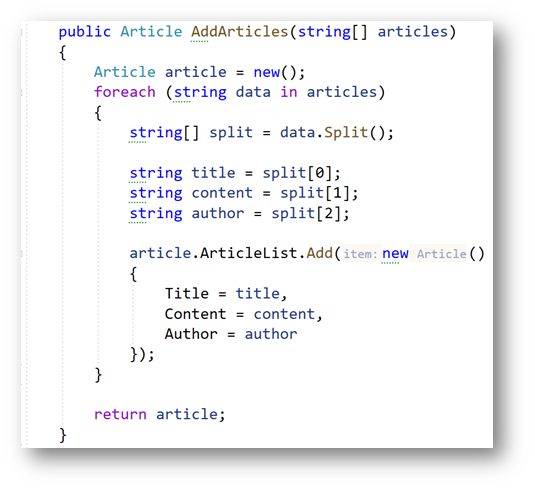 public Article AddArticles(string[] articles)
{
Article article = new();
foreach (string data in articles)
{
string[] split = data.Split();
string title = split[0];
string content = split[1];
string author = split[2];
article.ArticleList.Add(item: new Article()
{
Title = title,
Content = content,
Author = author
});
}
return article;
}